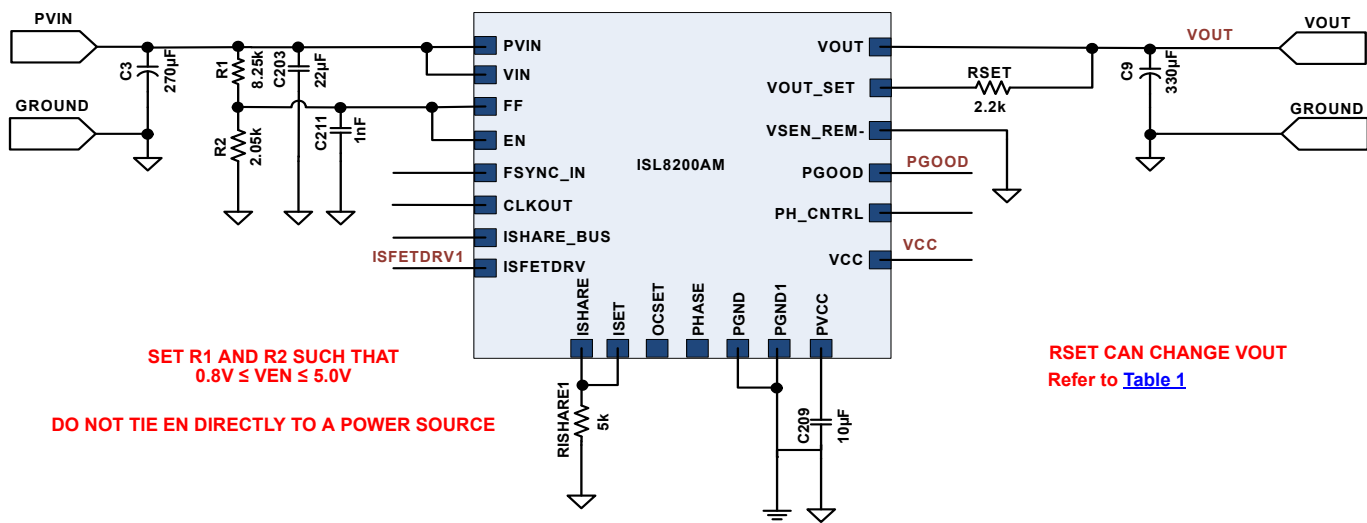 PVIN
GROUND
C3
270µF
R1
8.25k
R2
2.05k
C203
22µF
C211
1nF
PVIN
VIN
FF
EN
FSYNC_IN
CLKOUT
ISHARE_BUS
ISFETDRV1
ISFETDRV
ISL8200AM
VOUT
VOUT_SET
VSEN_REM-
PGOOD
PH_CNTRL
VCC
RSET
2.2k
PGOOD
VCC
VOUT
C9
330µF
VOUT
GROUND
ISHARE
ISET
OCSET
PHASE
PGND
PGND1
PVCC
RISHARE1
5k
C209
10µF
SET R1 AND R2 SUCH THAT
0.8V ≤ VEN ≤ 5.0V
DO NOT TIE EN DIRECTLY TO A POWER SOURCE
RSET CAN CHANGE VOUT
Refer to Table 1